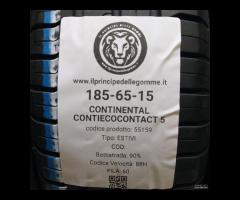 www.ilprincipedellegomme.it
185-65-15
CONTINENTAL
CONTIECOCONTACT 5
codice prodotto: 55159
Tipo: ESTIVI
COD:
Battistrada: 90%
Codice Velocità: 88H
FILA: 60